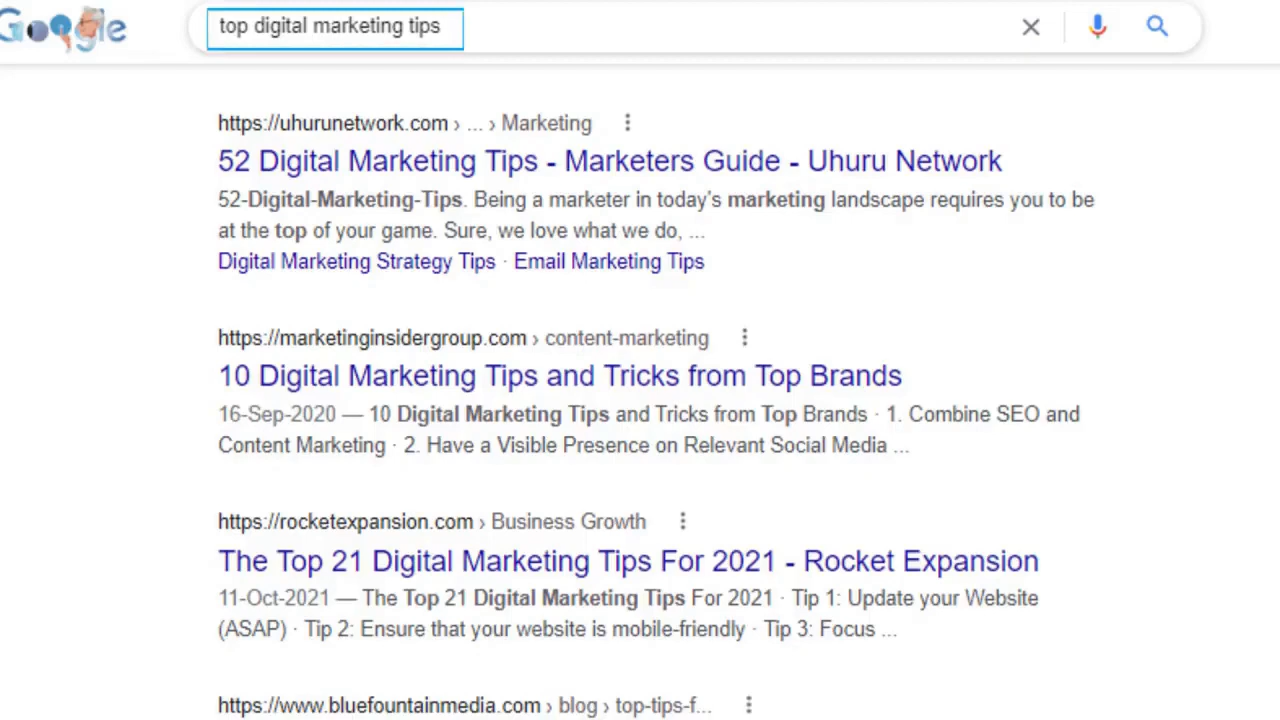 Google
top digital marketing tips
https://uhurunetwork.com › ... › Marketing
52 Digital Marketing Tips - Marketers Guide - Uhuru Network
52-Digital-Marketing-Tips. Being a marketer in today's marketing landscape requires you to be
at the top of your game. Sure, we love what we do, ...
Digital Marketing Strategy Tips · Email Marketing Tips
https://marketinginsidergroup.com › content-marketing
10 Digital Marketing Tips and Tricks from Top Brands
16-Sep-2020 — 10 Digital Marketing Tips and Tricks from Top Brands · 1. Combine SEO and
Content Marketing · 2. Have a Visible Presence on Relevant Social Media ...
https://rocketexpansion.com › Business Growth
The Top 21 Digital Marketing Tips For 2021 - Rocket Expansion
11-Oct-2021 — The Top 21 Digital Marketing Tips For 2021 · Tip 1: Update your Website
(ASAP) · Tip 2: Ensure that your website is mobile-friendly · Tip 3: Focus ...
https://www.bluefountainmedia.com › blog › top-tips-f...